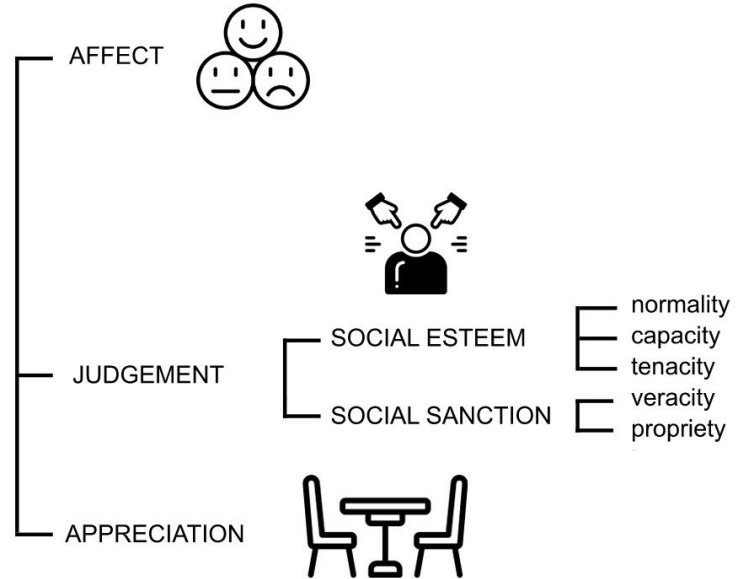 AFFECT
JUDGEMENT
SOCIAL ESTEEM
normality
capacity
tenacity
SOCIAL SANCTION
veracity
propriety
APPRECIATION